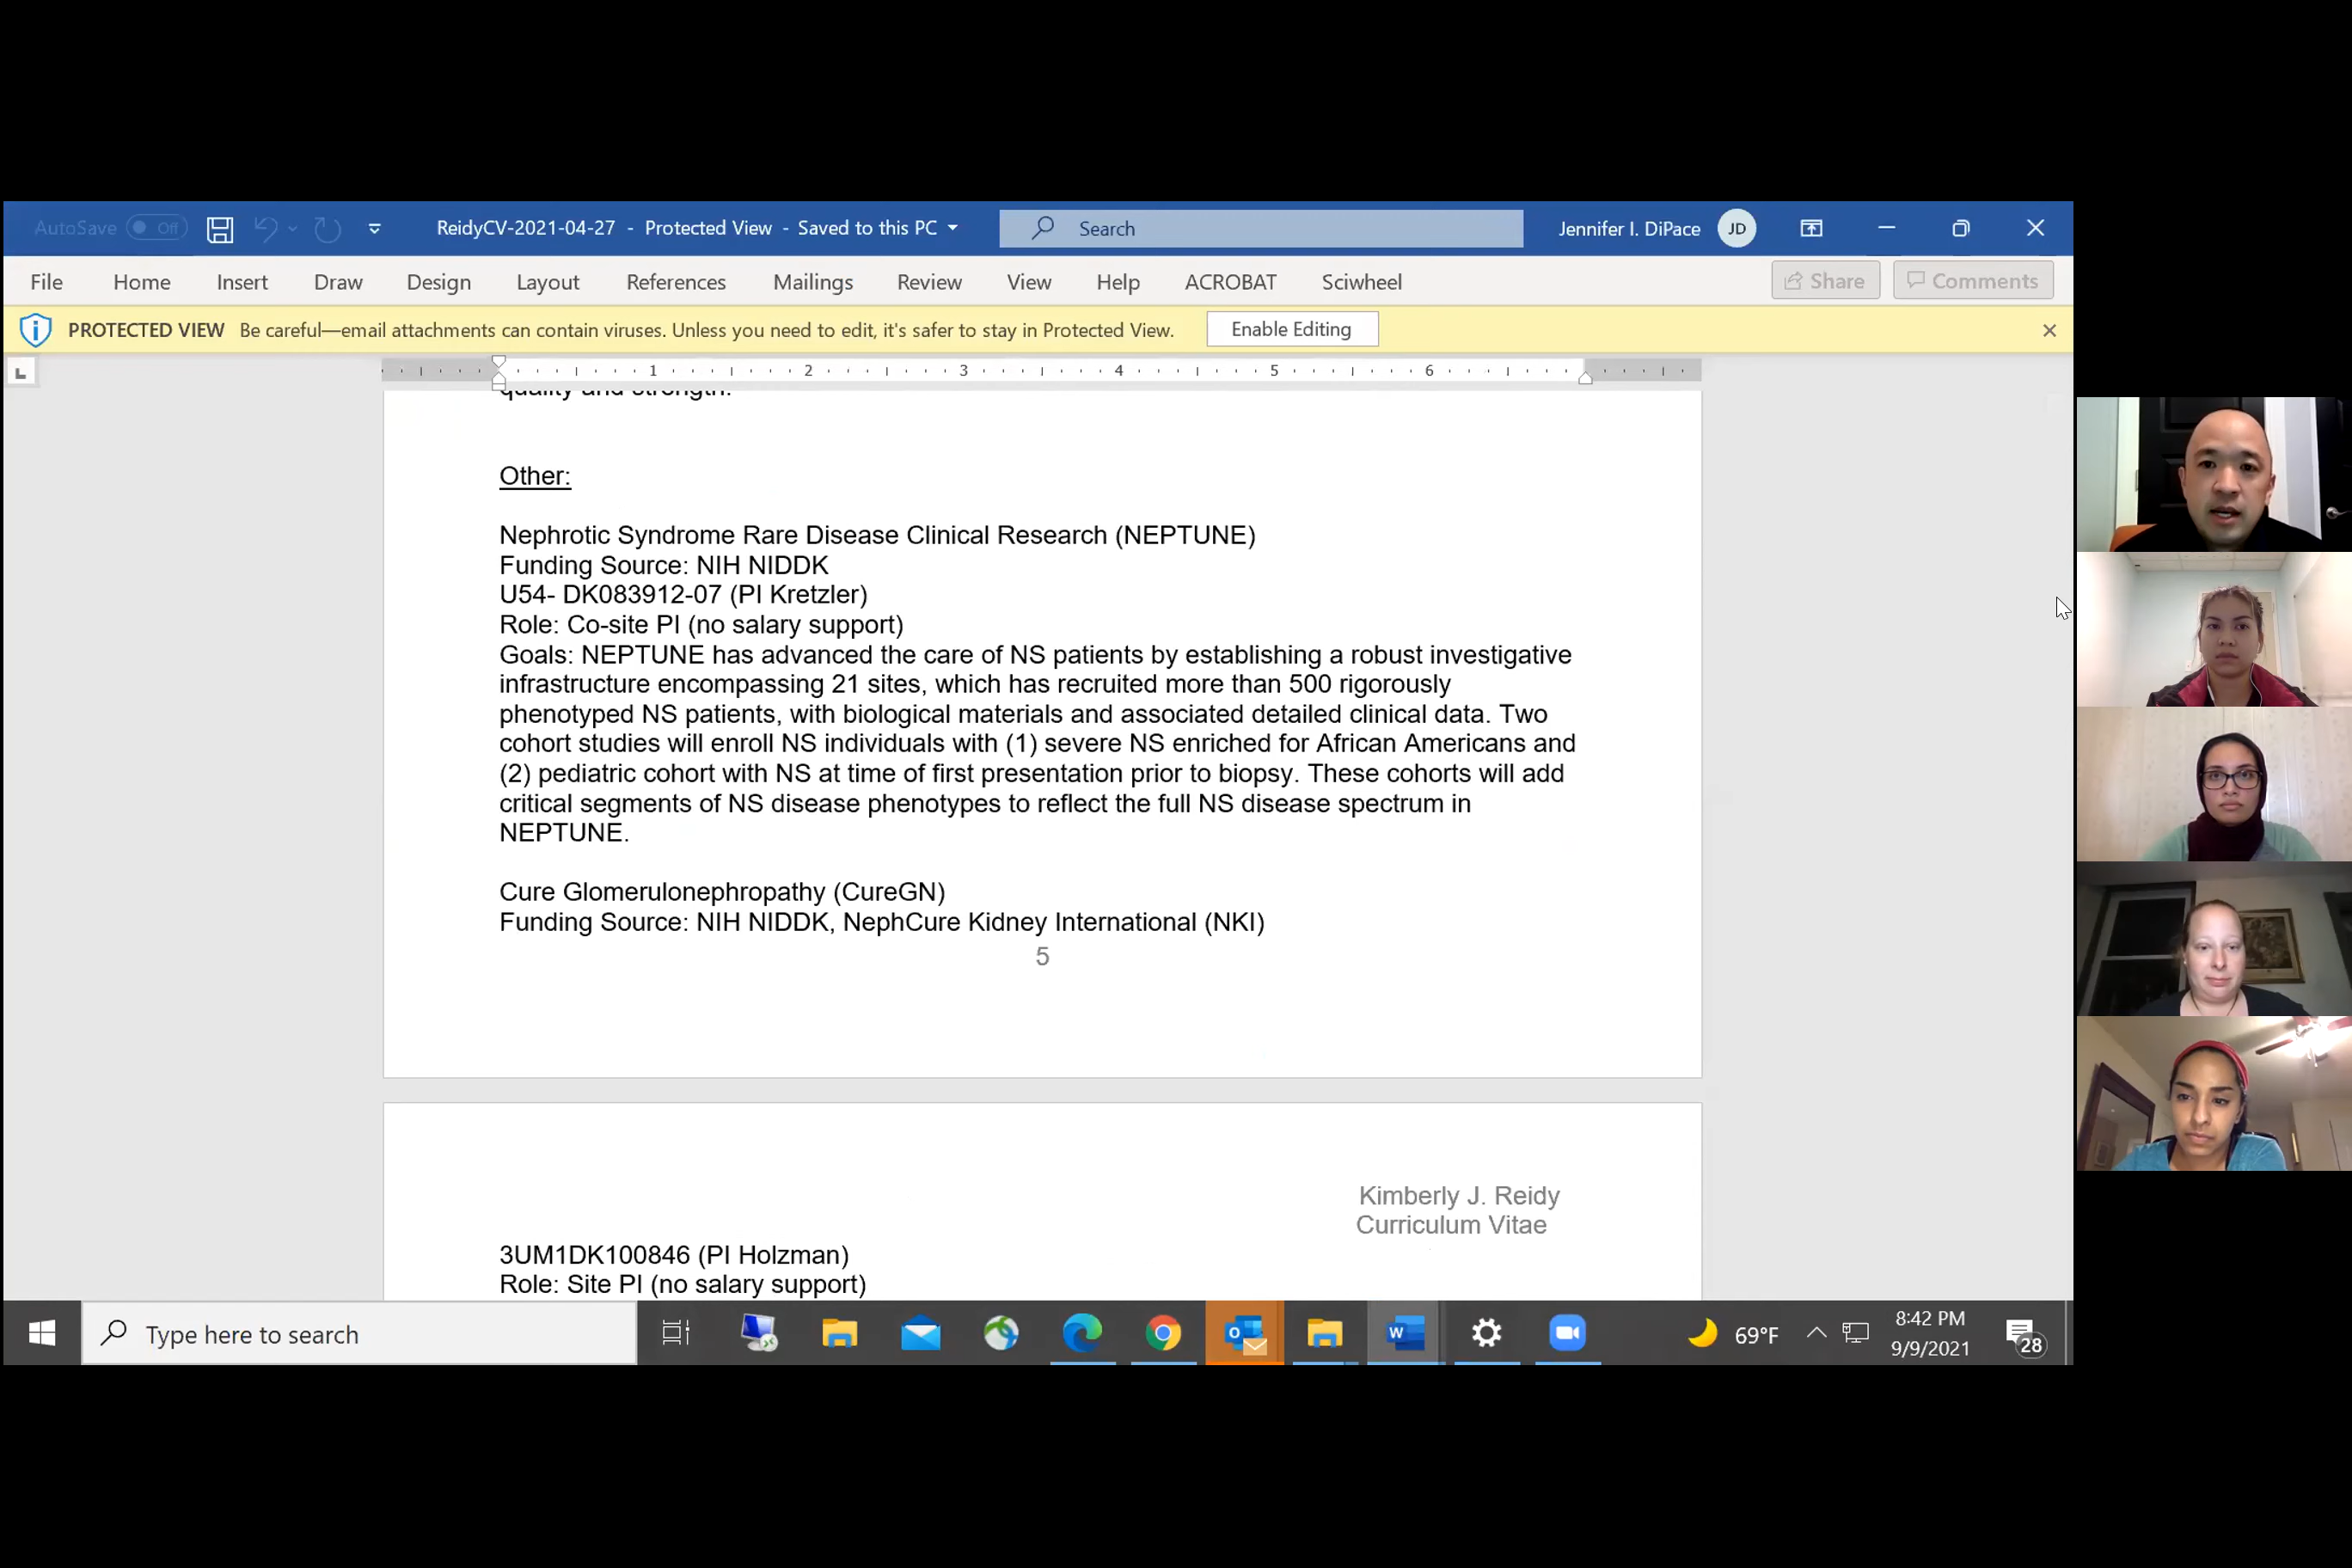 AutoSave Off ReidyCV-2021-04-27 - Protected View - Saved to this PC Search Jennifer I. DiPace JD
File Home Insert Draw Design Layout References Mailings Review View Help ACROBAT Sciwheel Share Comments
PROTECTED VIEW Be careful—email attachments can contain viruses. Unless you need to edit, it's safer to stay in Protected View. Enable Editing
1 2 3 4 5 6
quality and strength.
Other:
Nephrotic Syndrome Rare Disease Clinical Research (NEPTUNE)
Funding Source: NIH NIDDK
U54- DK083912-07 (PI Kretzler)
Role: Co-site PI (no salary support)
Goals: NEPTUNE has advanced the care of NS patients by establishing a robust investigative
infrastructure encompassing 21 sites, which has recruited more than 500 rigorously
phenotyped NS patients, with biological materials and associated detailed clinical data. Two
cohort studies will enroll NS individuals with (1) severe NS enriched for African Americans and
(2) pediatric cohort with NS at time of first presentation prior to biopsy. These cohorts will add
critical segments of NS disease phenotypes to reflect the full NS disease spectrum in
NEPTUNE.
Cure Glomerulonephropathy (CureGN)
Funding Source: NIH NIDDK, NephCure Kidney International (NKI)
5
Kimberly J. Reidy
Curriculum Vitae
3UM1DK100846 (PI Holzman)
Role: Site PI (no salary support)
Type here to search 69°F 8:42 PM
9/9/2021 28